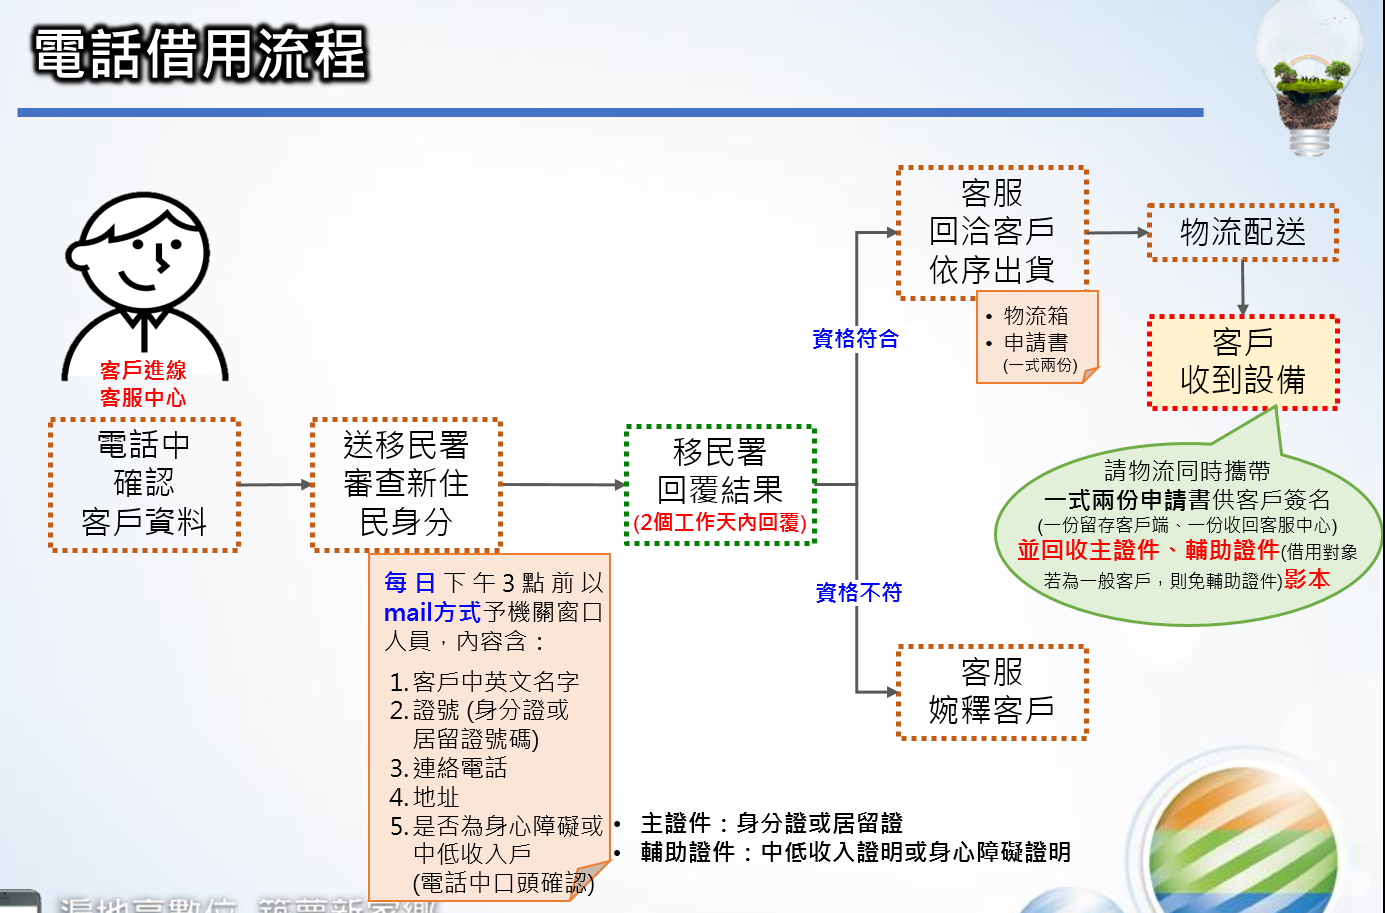 電話借用流程
客戶進線
客服中心
電話中
確認
客戶資料
送移民署
審查新住
民身分
每日下午3點前以
mail方式予機關窗口
人員，內容含：
1. 客戶中英文名字
2. 證號 (身分證或
居留證號碼)
3. 連絡電話
4. 地址
5. 是否為身心障礙或
中低收入戶
(電話中口頭確認)
移民署
回覆結果
(2個工作天內回覆)
資格符合
客服
回洽客戶
依序出貨
• 物流箱
• 申請書
(一式兩份)
物流配送
客戶
收到設備
請物流同時攜帶
一式兩份申請書供客戶簽名
(一份留存客戶端、一份收回客服中心)
並回收主證件、輔助證件(借用對象
若為一般客戶，則免輔助證件)影本
資格不符
客服
婉釋客戶
• 主證件：身分證或居留證
• 輔助證件：中低收入證明或身心障礙證明